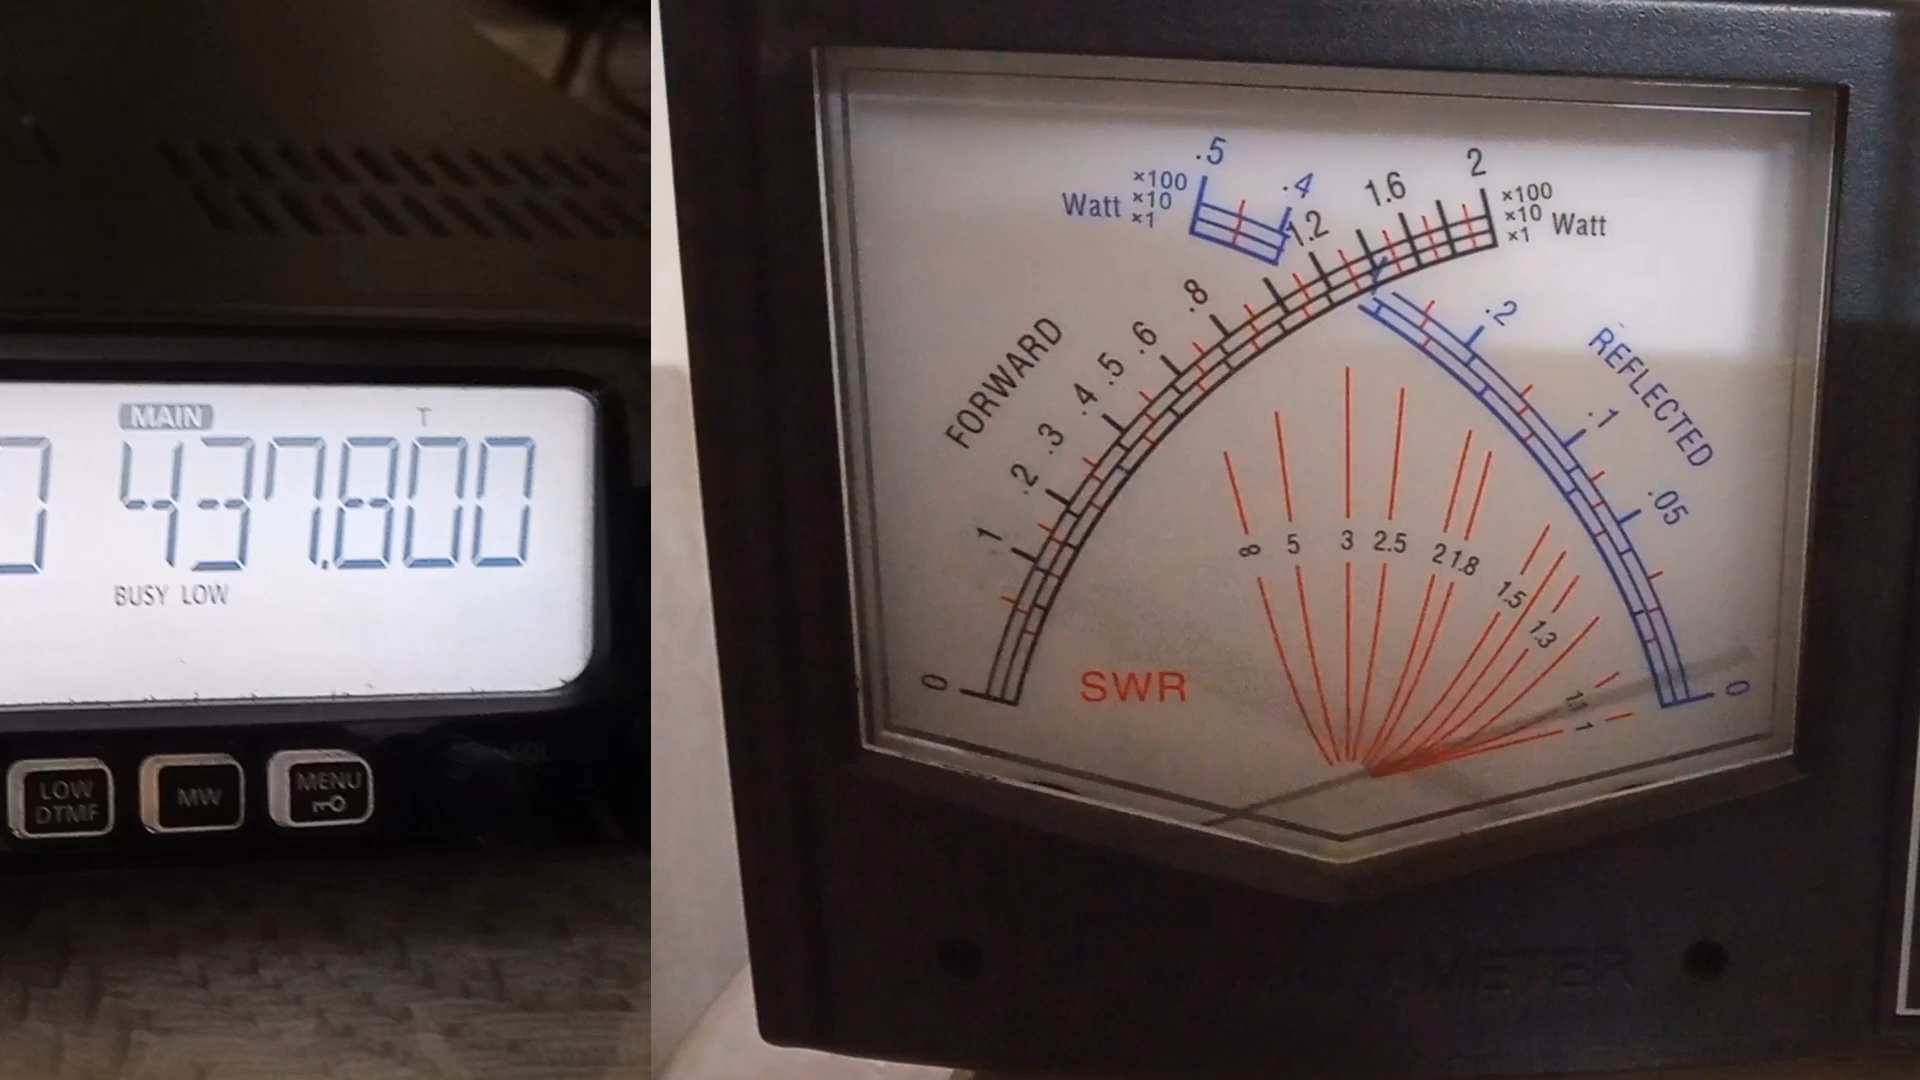 MAIN T
0 437.800
BUSY LOW
LOW
DTMF
MW
MENU
.5
.4
×100
Watt ×10
×1
1.2
1.6
2
×100
×10 Watt
×1
FORWARD
0
.1
.2
.3
.4
.5
.6
.8
REFLECTED
.2
.1
.05
0
∞ 5 3 2.5 2 1.8 1.5 1.3 1.1 1
SWR
METER